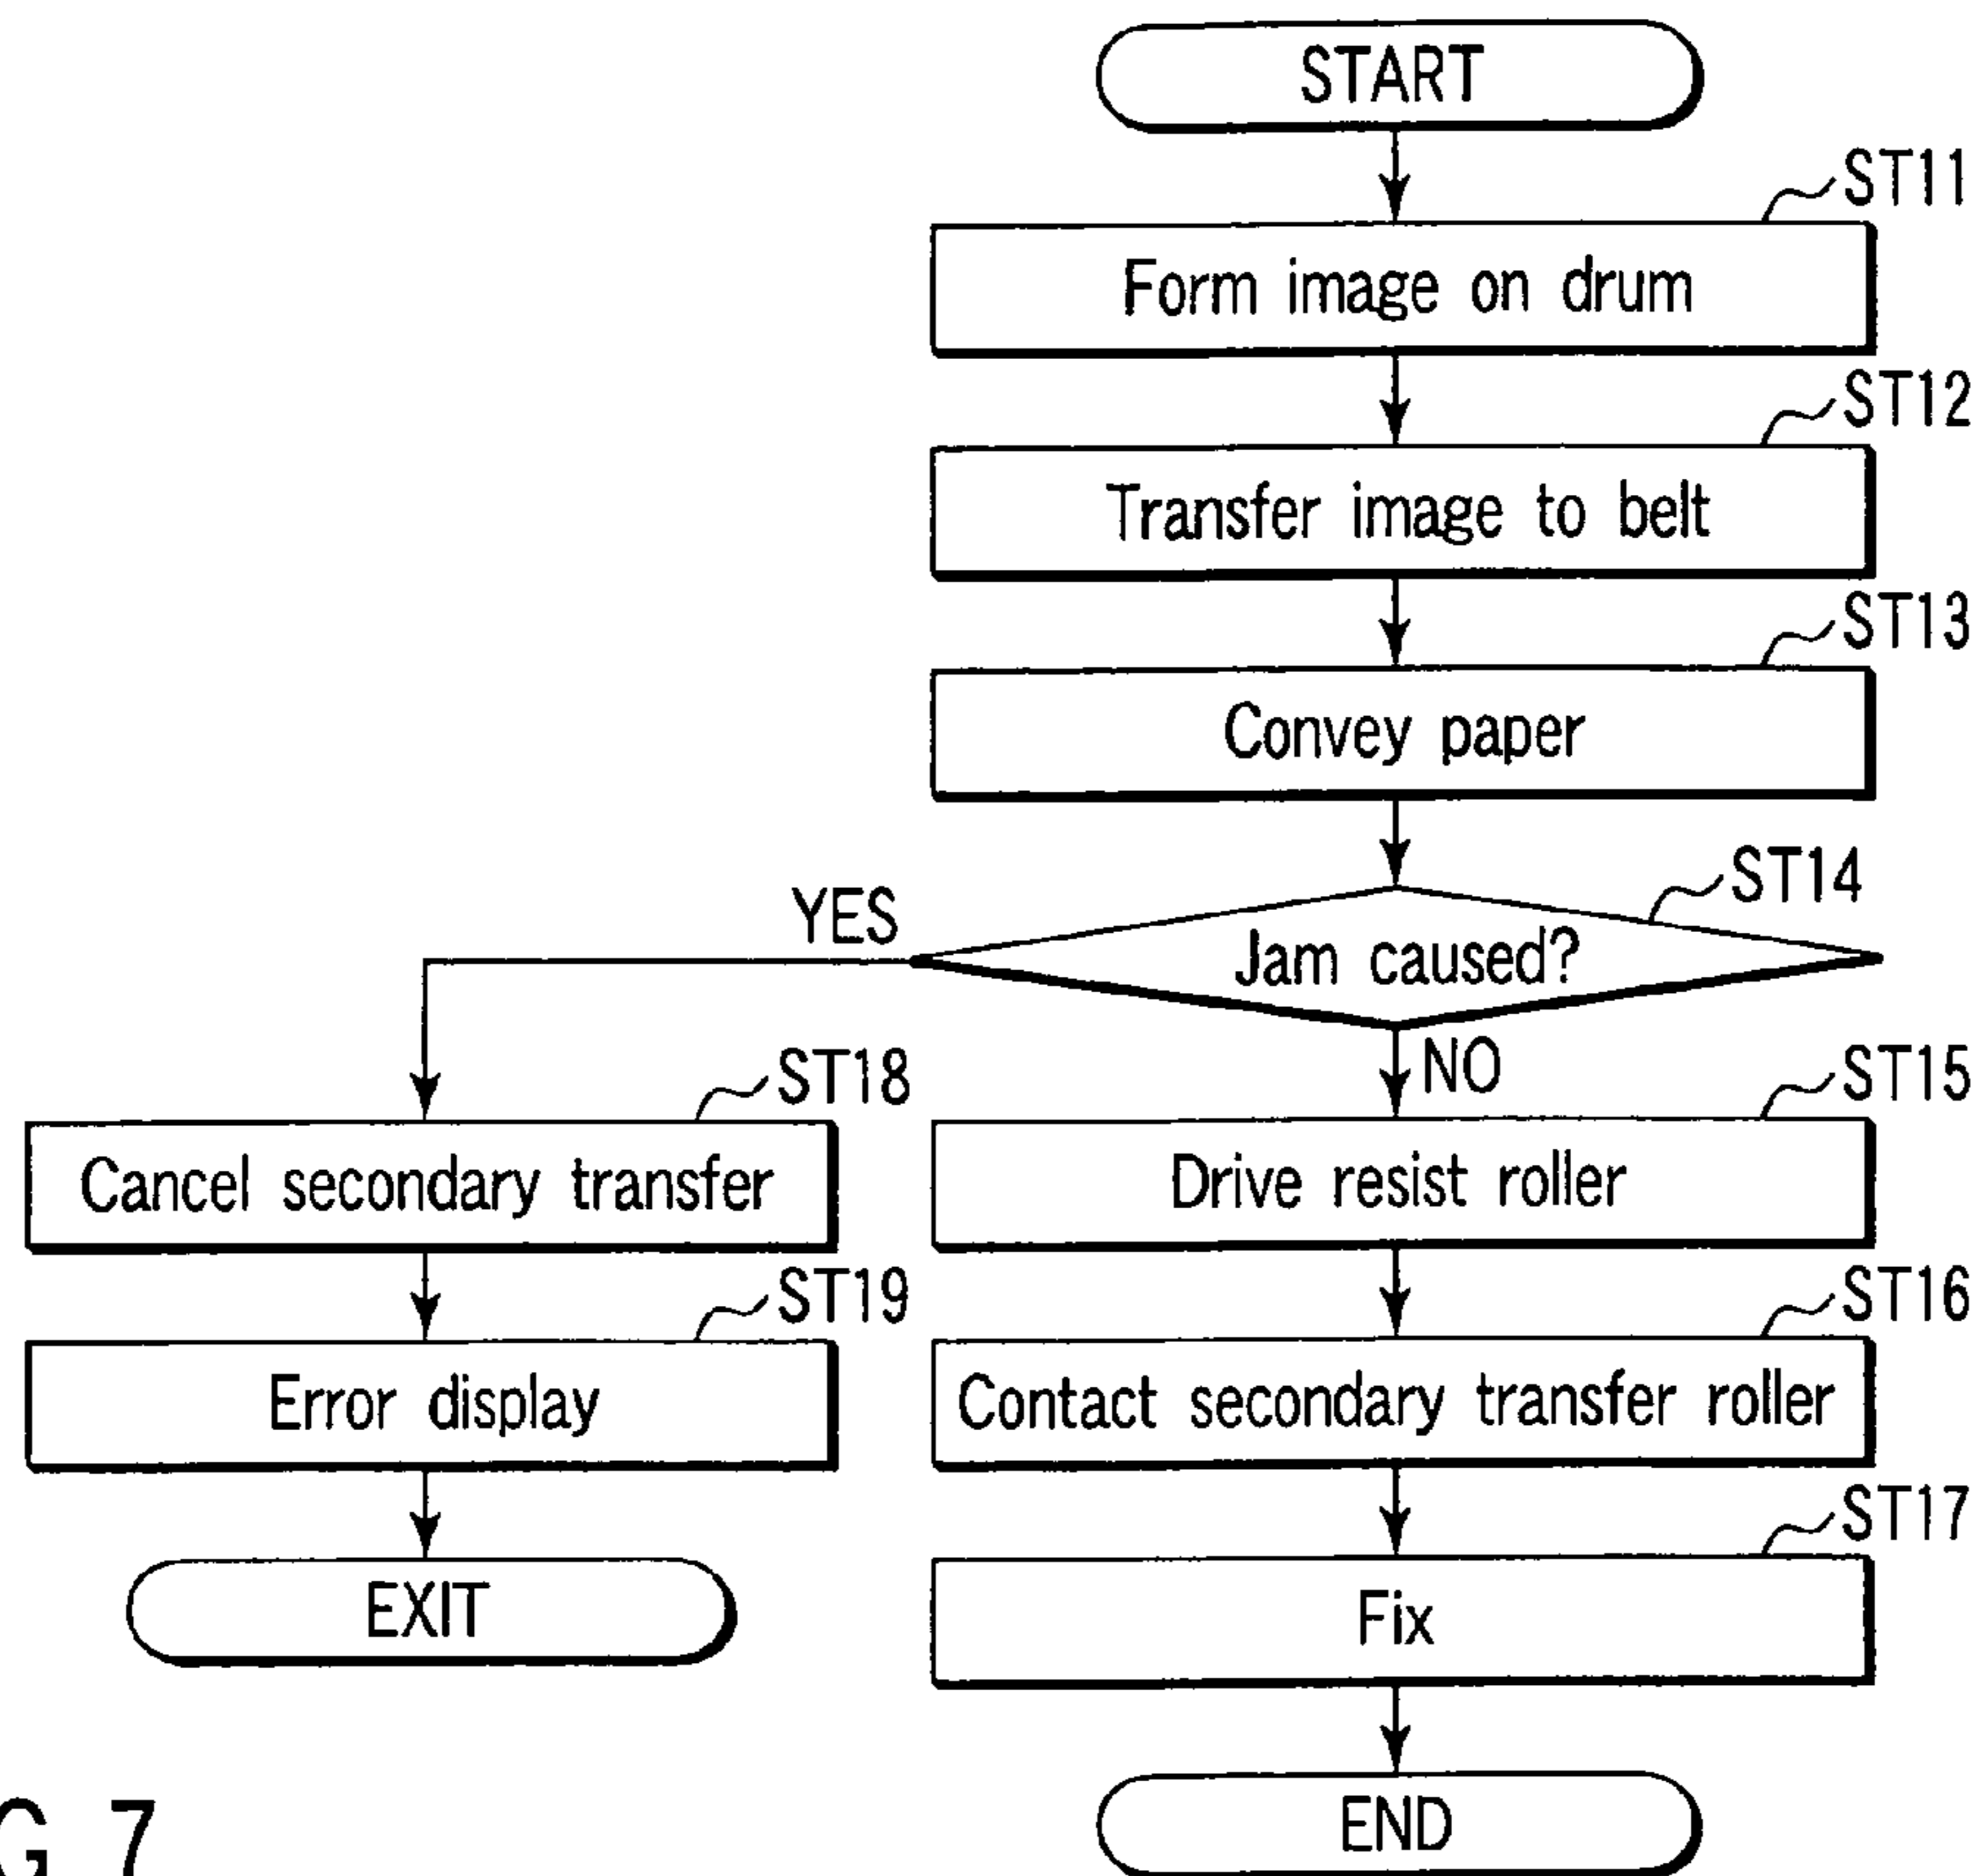 START
ST11
Form image on drum
ST12
Transfer image to belt
ST13
Convey paper
ST14
YES
Jam caused?
NO
ST15
ST18
Cancel secondary transfer
Drive resist roller
ST19
ST16
Error display
Contact secondary transfer roller
ST17
EXIT
Fix
END
G 7